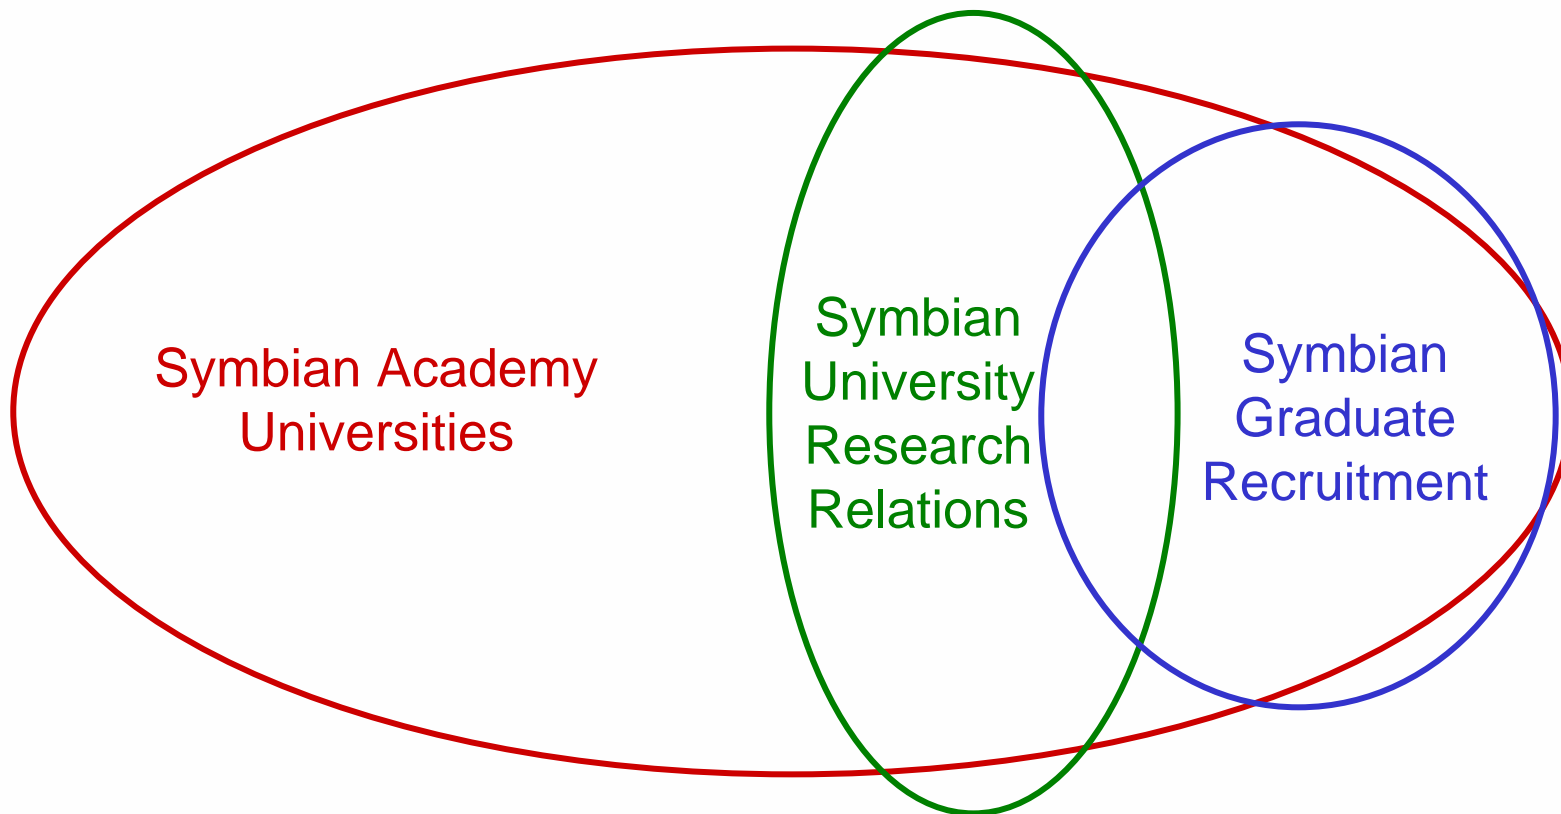 Symbian Academy
Universities
Symbian
University
Research
Relations
Symbian
Graduate
Recruitment